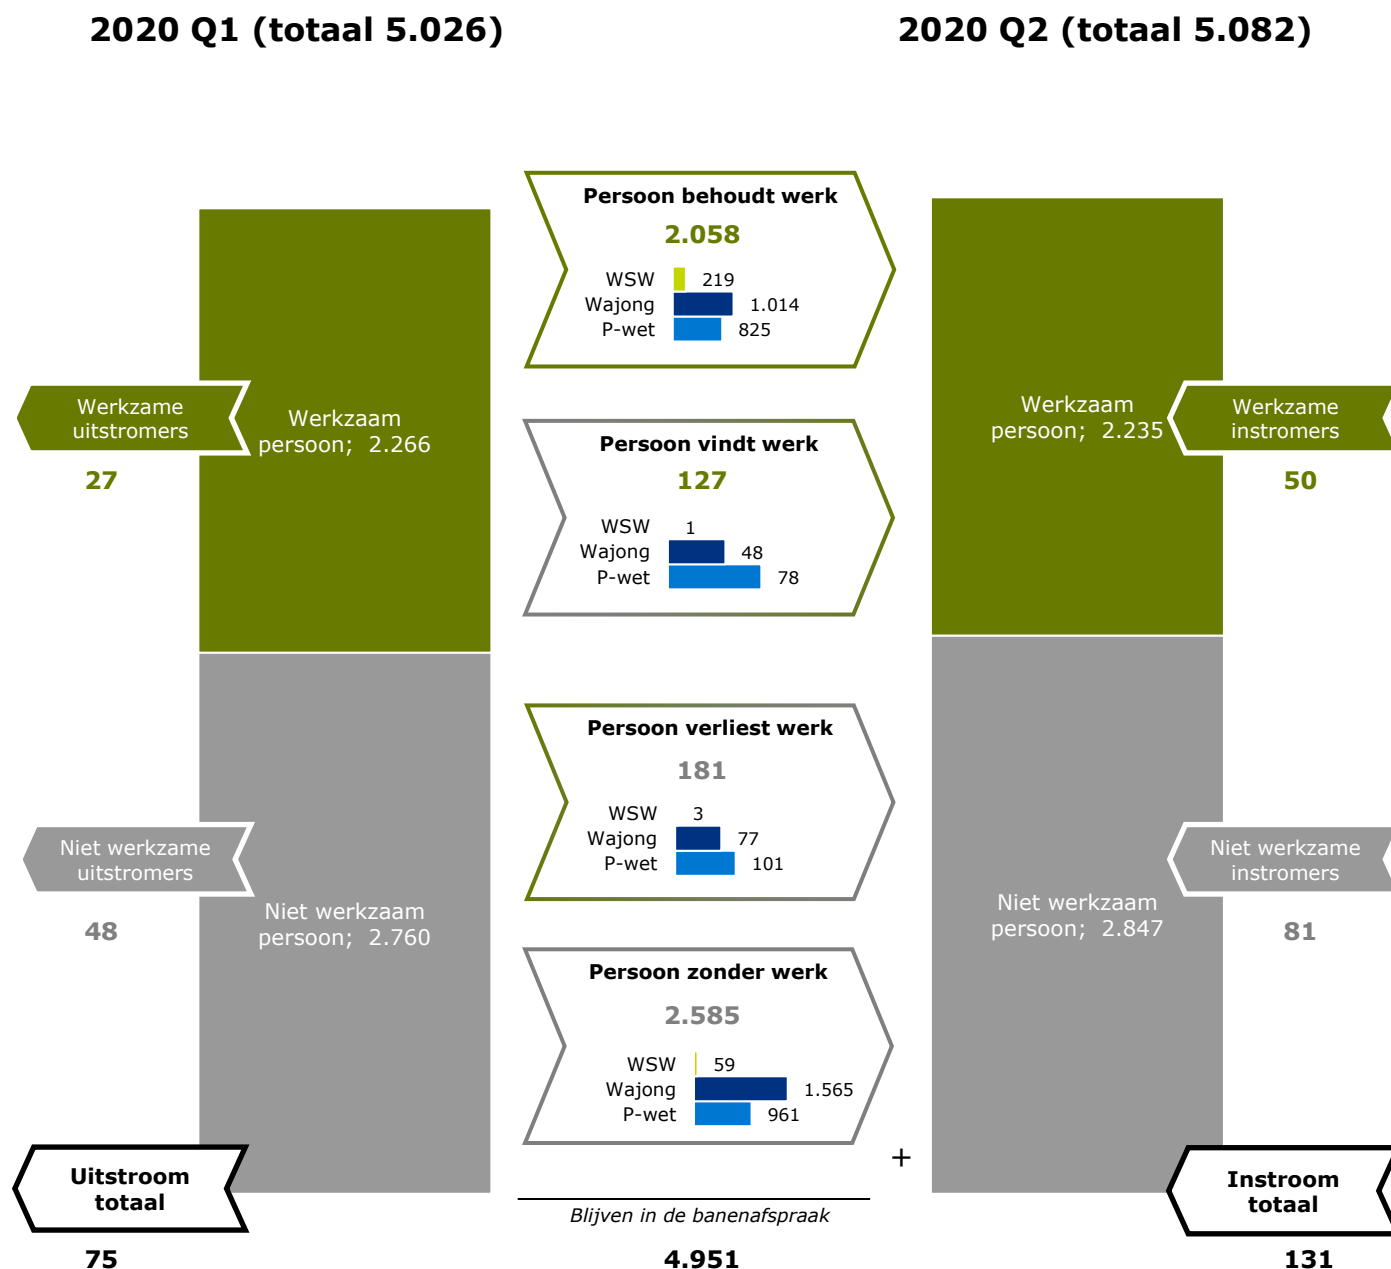 2020 Q1 (totaal 5.026)
2020 Q2 (totaal 5.082)
Persoon behoudt werk
2.058
WSW 219
Wajong 1.014
P-wet 825
Werkzame
uitstromers
27
Werkzaam
persoon; 2.266
Werkzaam
persoon; 2.235
Werkzame
instromers
50
Persoon vindt werk
127
WSW 1
Wajong 48
P-wet 78
Persoon verliest werk
181
WSW 3
Wajong 77
P-wet 101
Niet werkzame
uitstromers
48
Niet werkzaam
persoon; 2.760
Niet werkzaam
persoon; 2.847
Niet werkzame
instromers
81
Persoon zonder werk
2.585
WSW 59
Wajong 1.565
P-wet 961
+
Uitstroom
totaal
75
Blijven in de banenafspraak
4.951
Instroom
totaal
131